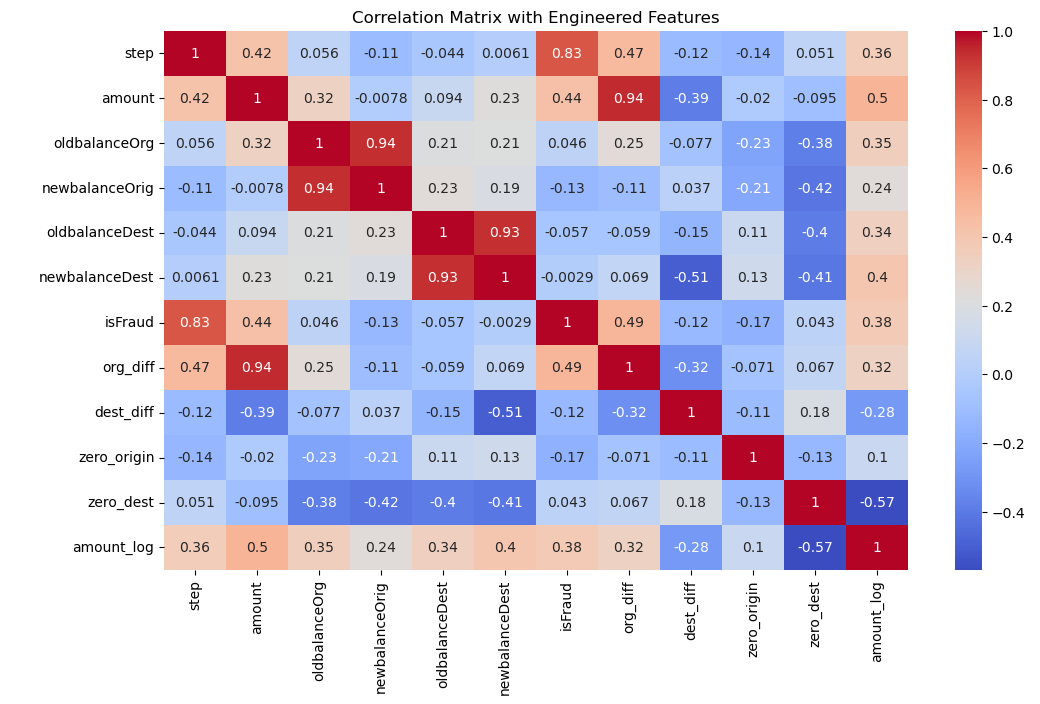 Correlation Matrix with Engineered Features
step 1 0.42 0.056 -0.11 -0.044 0.0061 0.83 0.47 -0.12 -0.14 0.051 0.36
amount 0.42 1 0.32 -0.0078 0.094 0.23 0.44 0.94 -0.39 -0.02 -0.095 0.5
oldbalanceOrg 0.056 0.32 1 0.94 0.21 0.21 0.046 0.25 -0.077 -0.23 -0.38 0.35
newbalanceOrig -0.11 -0.0078 0.94 1 0.23 0.19 -0.13 -0.11 0.037 -0.21 -0.42 0.24
oldbalanceDest -0.044 0.094 0.21 0.23 1 0.93 -0.057 -0.059 -0.15 0.11 -0.4 0.34
newbalanceDest 0.0061 0.23 0.21 0.19 0.93 1 -0.0029 0.069 -0.51 0.13 -0.41 0.4
isFraud 0.83 0.44 0.046 -0.13 -0.057 -0.0029 1 0.49 -0.12 -0.17 0.043 0.38
org_diff 0.47 0.94 0.25 -0.11 -0.059 0.069 0.49 1 -0.32 -0.071 0.067 0.32
dest_diff -0.12 -0.39 -0.077 0.037 -0.15 -0.51 -0.12 -0.32 1 -0.11 0.18 -0.28
zero_origin -0.14 -0.02 -0.23 -0.21 0.11 0.13 -0.17 -0.071 -0.11 1 -0.13 0.1
zero_dest 0.051 -0.095 -0.38 -0.42 -0.4 -0.41 0.043 0.067 0.18 -0.13 1 -0.57
amount_log 0.36 0.5 0.35 0.24 0.34 0.4 0.38 0.32 -0.28 0.1 -0.57 1
step
amount
oldbalanceOrg
newbalanceOrig
oldbalanceDest
newbalanceDest
isFraud
org_diff
dest_diff
zero_origin
zero_dest
amount_log
1.0
0.8
0.6
0.4
0.2
0.0
−0.2
−0.4